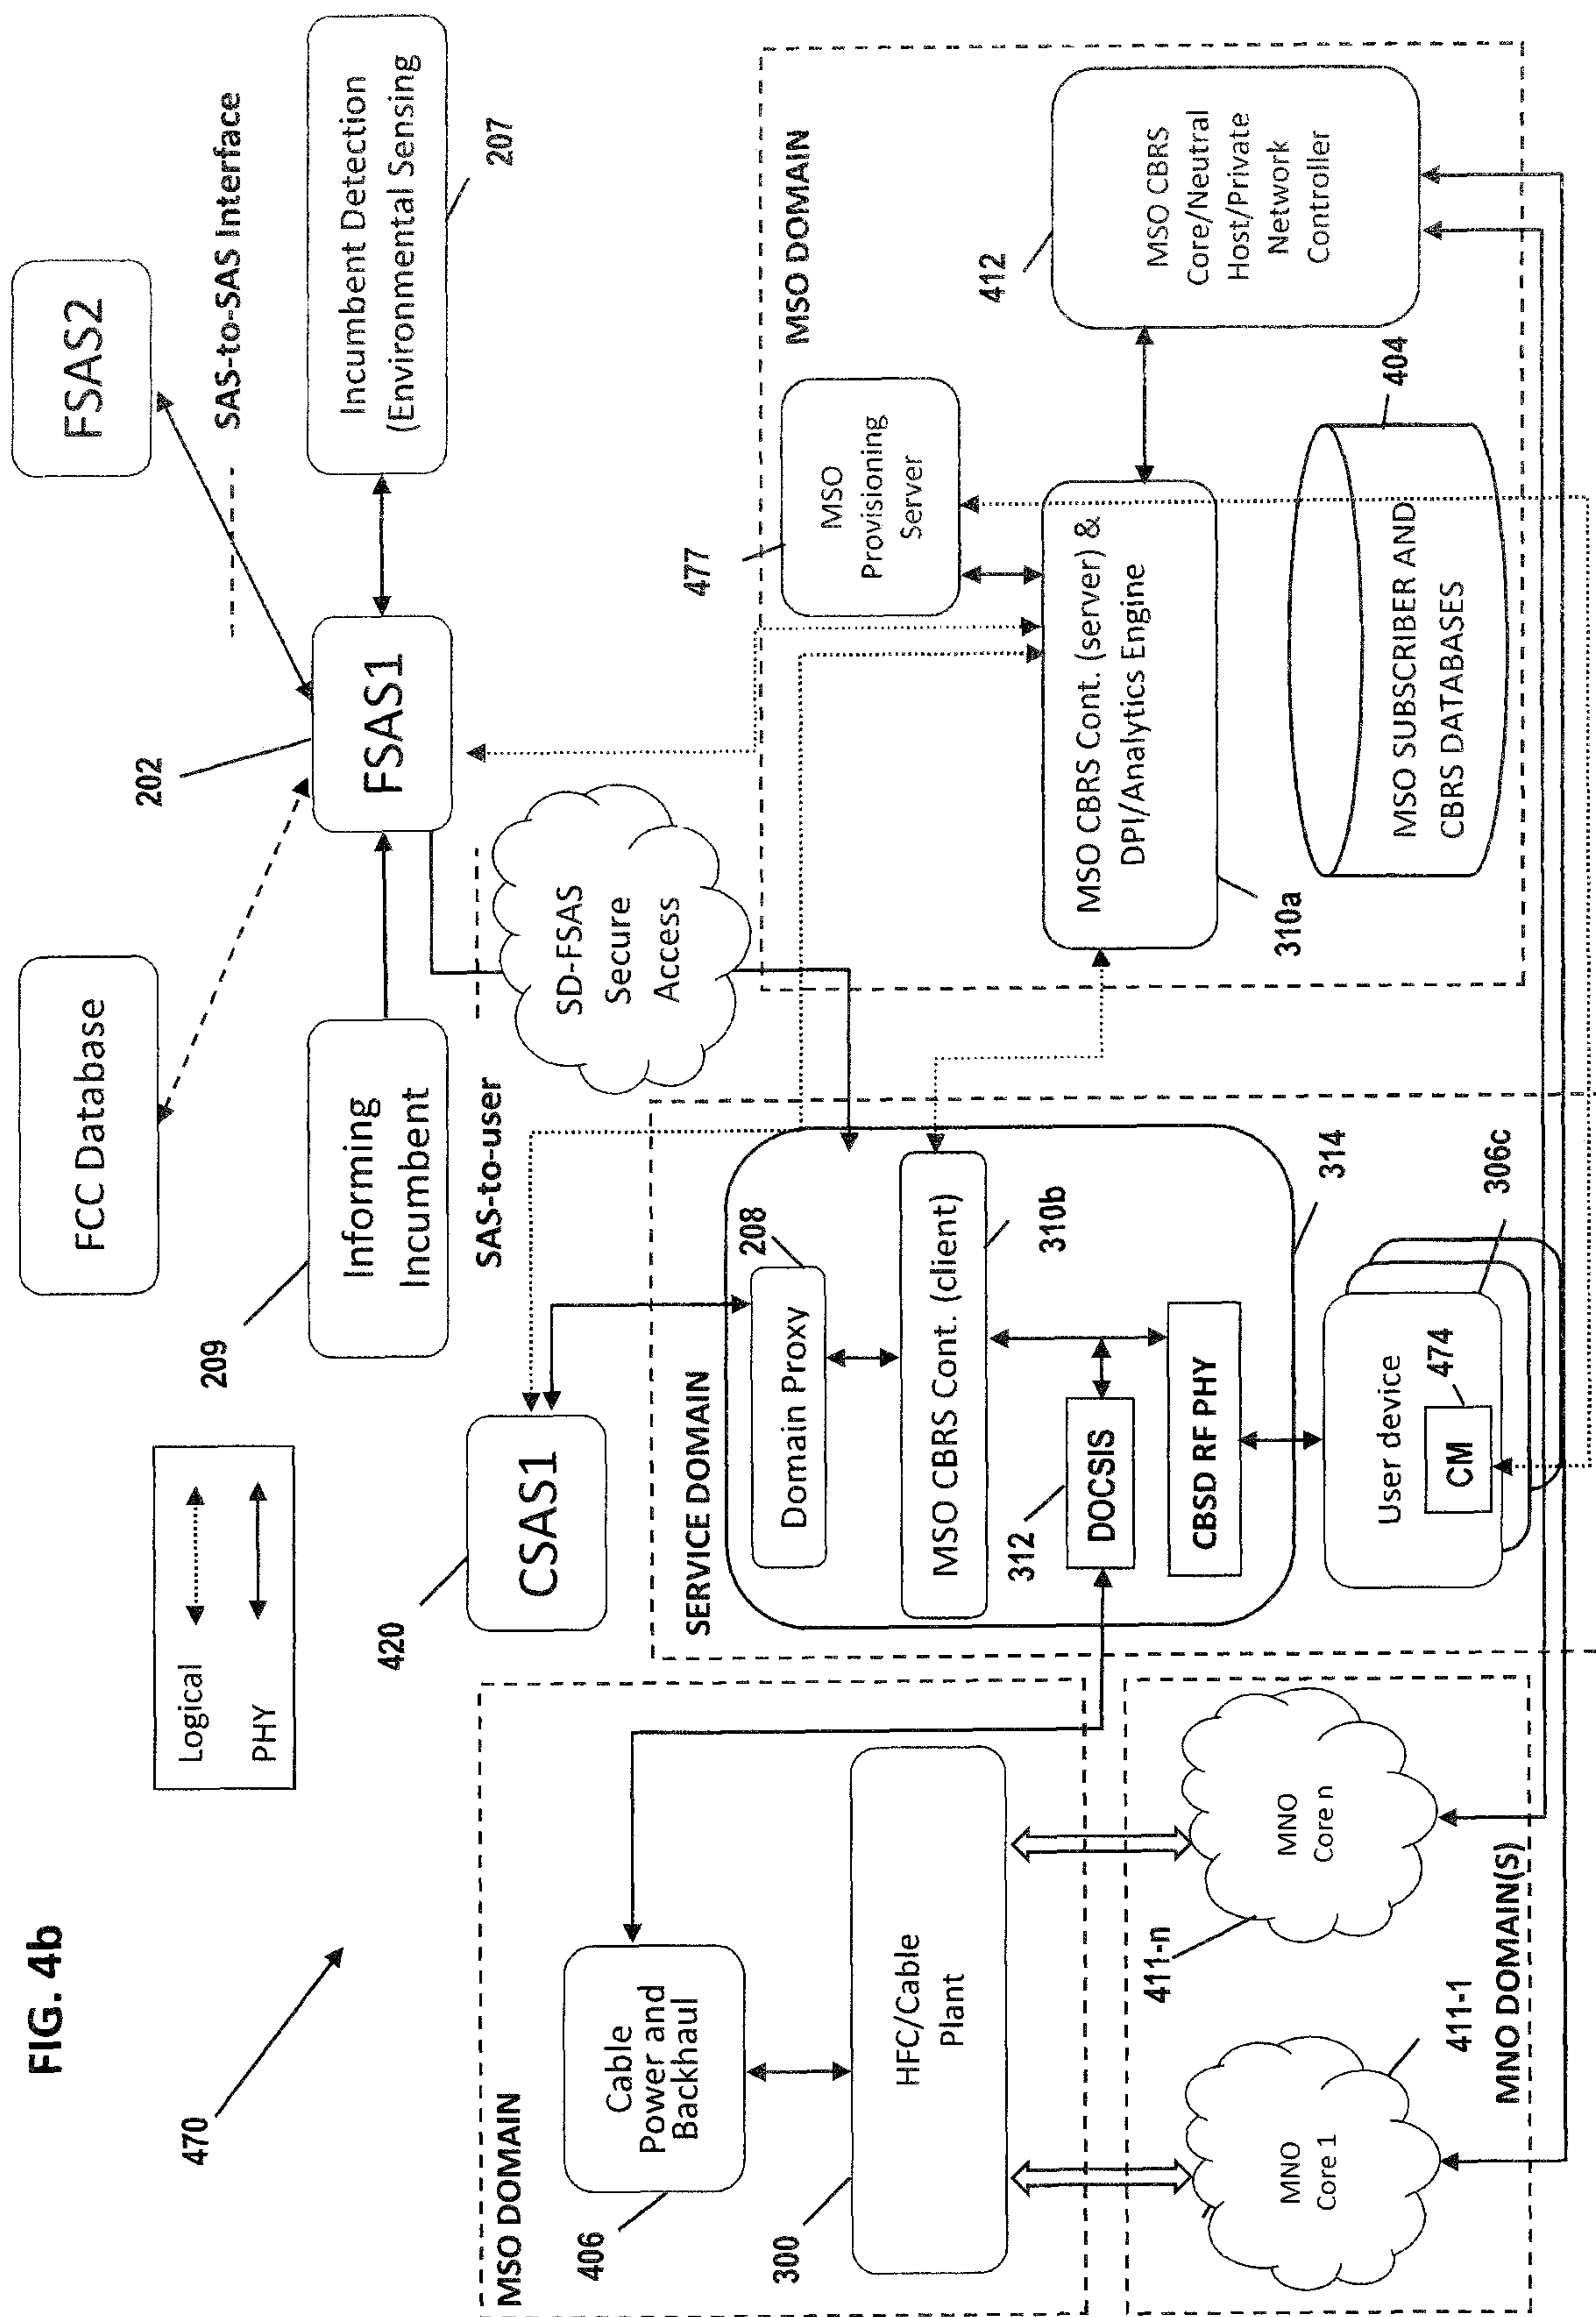 FIG. 4b
470
Logical
PHY
FCC Database
FSAS2
SAS-to-SAS Interface
202
209
Informing
Incumbent
FSAS1
Incumbent Detection
(Environmental Sensing
207
SAS-to-user
SD-FSAS
Secure
Access
420
CSAS1
MSO DOMAIN
406
Cable
Power and
Backhaul
300
HFC/Cable
Plant
SERVICE DOMAIN
208
Domain Proxy
MSO CBRS Cont. (client)
310b
312
DOCSIS
CBSD RF PHY
314
User device
CM
474
306c
MSO DOMAIN
477
MSO
Provisioning
Server
412
MSO CBRS
Core/Neutral
Host/Private
Network
Controller
MSO CBRS Cont. (server) &
DPI/Analytics Engine
310a
404
MSO SUBSCRIBER AND
CBRS DATABASES
MNO
Core 1
411-1
MNO
Core n
411-n
MNO DOMAIN(S)